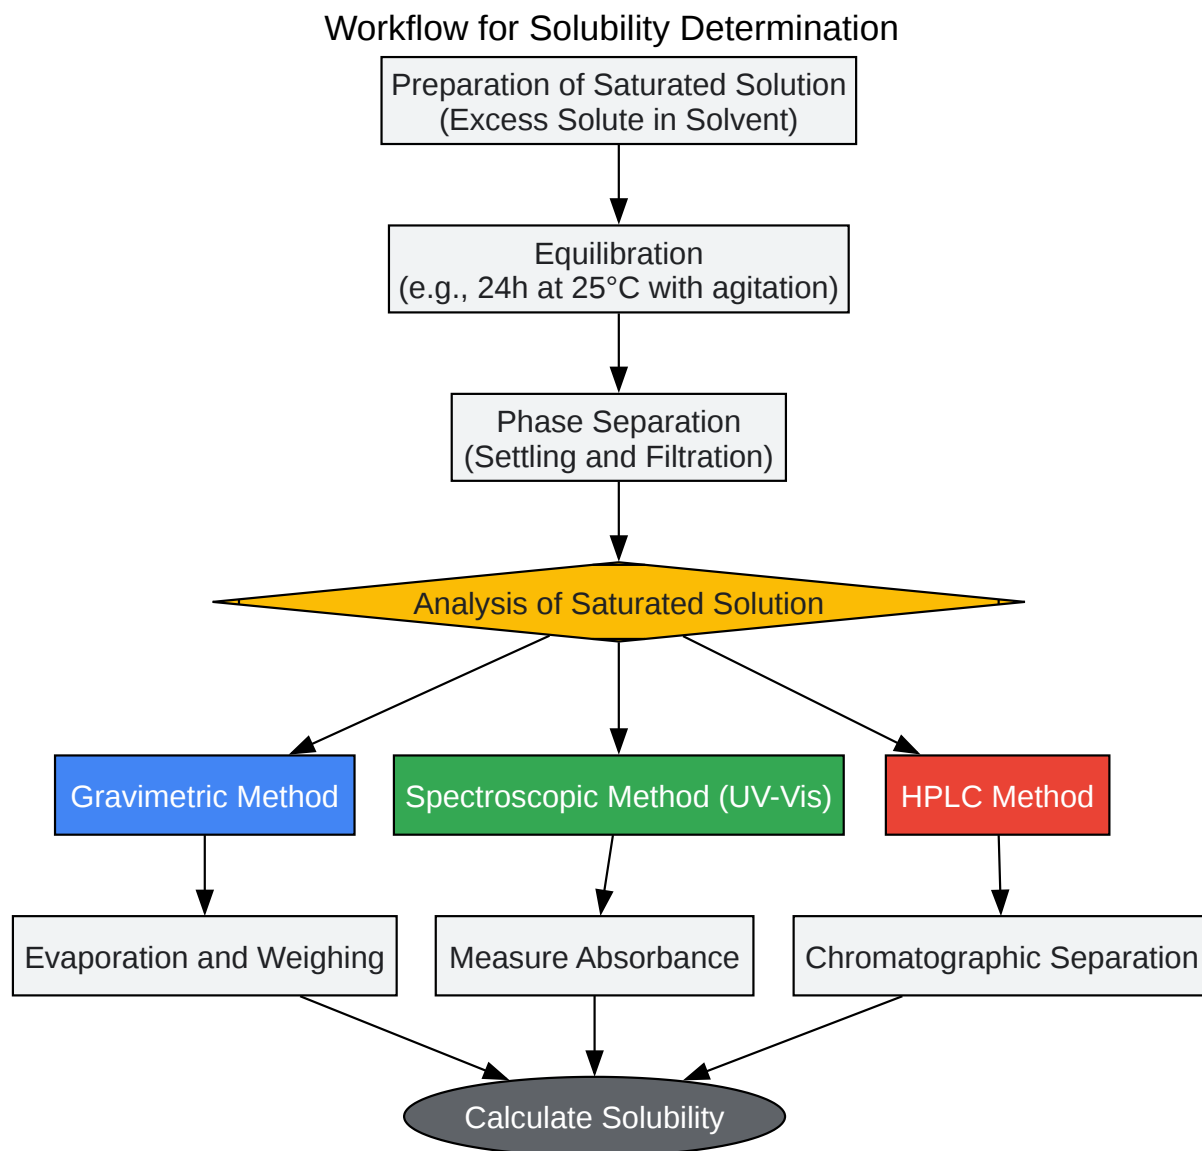 Workflow for Solubility Determination
Preparation of Saturated Solution
(Excess Solute in Solvent)
Equilibration
(e.g., 24h at 25°C with agitation)
Phase Separation
(Settling and Filtration)
Analysis of Saturated Solution
Gravimetric Method
Spectroscopic Method (UV-Vis)
HPLC Method
Evaporation and Weighing
Measure Absorbance
Chromatographic Separation
Calculate Solubility